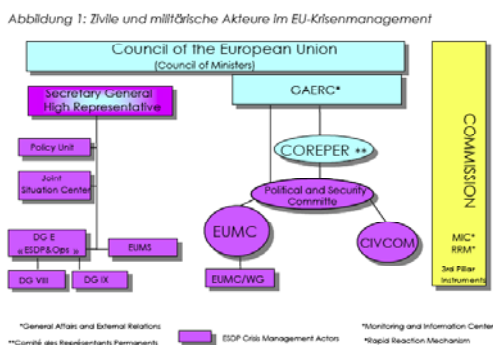 Abbildung 1: Zivile und militärische Akteure im EU-Krisenmanagement
Council of the European Union
(Council of Ministers)
Secretary General
High Representative
GAERC*
Policy Unit
COREPER **
Joint
Situation Center
Political and Security
Committe
DG E
« ESDP&Ops »
EUMS
EUMC
CIVCOM
DG VIII
DG IX
EUMC/WG
COMMISSION
MIC*
RRM*
3rd Pillar
Instruments
*General Affairs and External Relations
**Comité des Représentants Permanents
ESDP Crisis Management Actors
*Monitoring and Information Center
*Rapid Reaction Mechanism